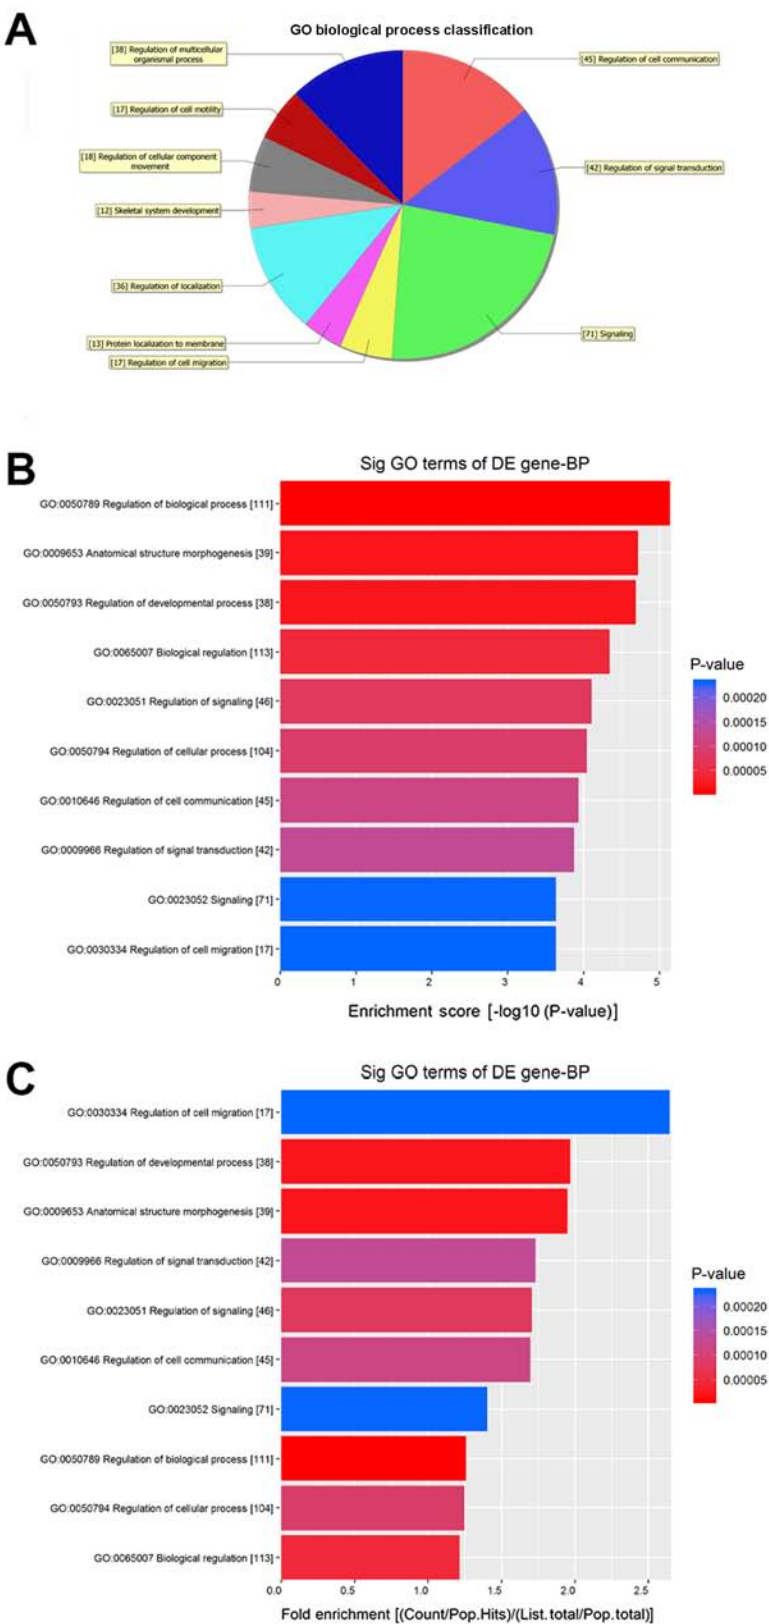 A
GO biological process classification
[38] Regulation of multicellular
organismal process
[45] Regulation of cell communication
[17] Regulation of cell motility
[18] Regulation of cellular component
movement
[42] Regulation of signal transduction
[12] Skeletal system development
[36] Regulation of localization
[71] Signaling
[13] Protein localization to membrane
[17] Regulation of cell migration
B
Sig GO terms of DE gene-BP
GO:0050789 Regulation of biological process [111]
GO:0009653 Anatomical structure morphogenesis [39]
GO:0050793 Regulation of developmental process [38]
GO:0065007 Biological regulation [113]
GO:0023051 Regulation of signaling [46]
GO:0050794 Regulation of cellular process [104]
GO:0010646 Regulation of cell communication [45]
GO:0009966 Regulation of signal transduction [42]
GO:0023052 Signaling [71]
GO:0030334 Regulation of cell migration [17]
P-value
0.00020
0.00015
0.00010
0.00005
0 1 2 3 4 5
Enrichment score [-log10 (P-value)]
C
Sig GO terms of DE gene-BP
GO:0030334 Regulation of cell migration [17]
GO:0050793 Regulation of developmental process [38]
GO:0009653 Anatomical structure morphogenesis [39]
GO:0009966 Regulation of signal transduction [42]
GO:0023051 Regulation of signaling [46]
GO:0010646 Regulation of cell communication [45]
GO:0023052 Signaling [71]
GO:0050789 Regulation of biological process [111]
GO:0050794 Regulation of cellular process [104]
GO:0065007 Biological regulation [113]
P-value
0.00020
0.00015
0.00010
0.00005
0.0 0.5 1.0 1.5 2.0 2.5
Fold enrichment [(Count/Pop.Hits)/(List.total/Pop.total)]